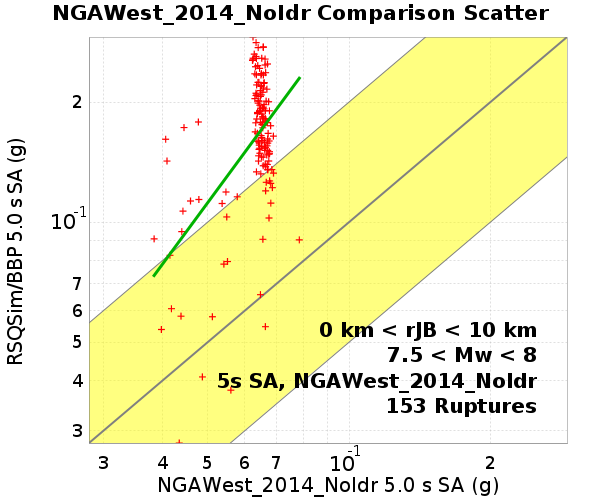 NGAWest_2014_NoIdr Comparison Scatter
RSQSim/BBP 5.0 s SA (g)
2
10-1
7
6
5
4
3
0 km < rJB < 10 km
7.5 < Mw < 8
5s SA, NGAWest_2014_NoIdr
153 Ruptures
3 4 5 6 7 10-1 2
NGAWest_2014_NoIdr 5.0 s SA (g)